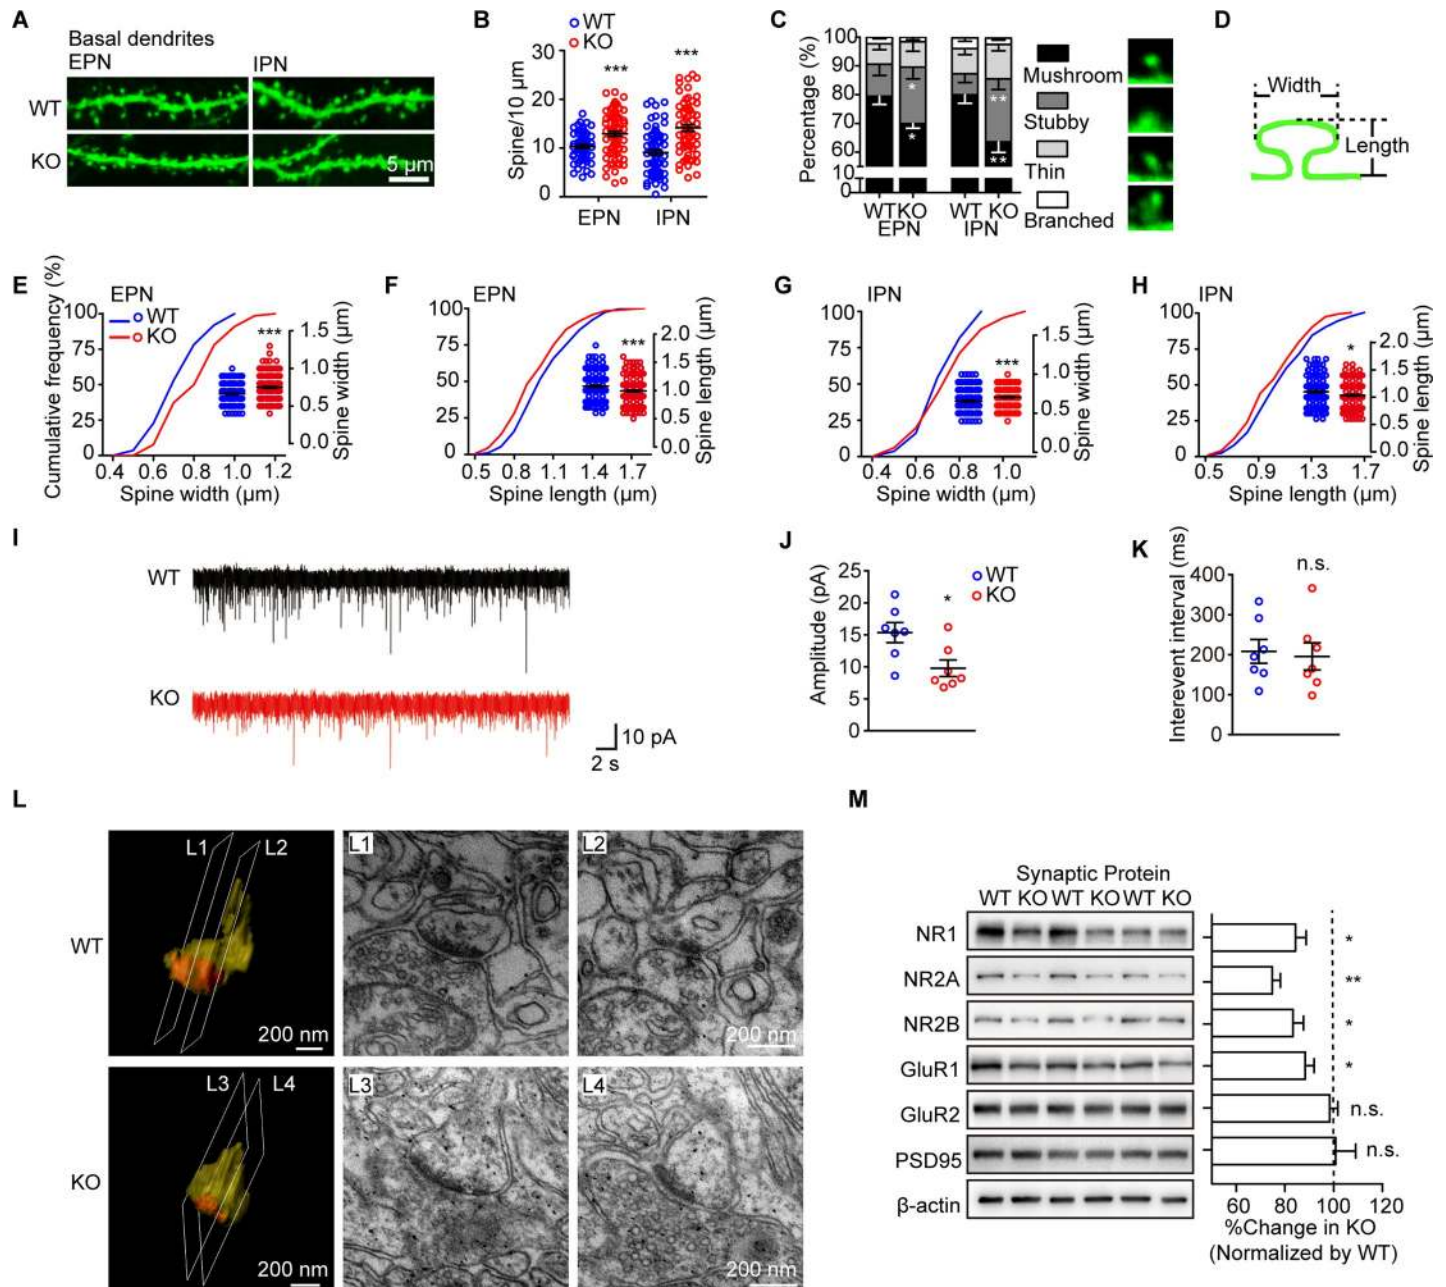 A
Basal dendrites
EPN IPN
WT
KO
5 µm
B
WT
KO
Spine/10 µm
30
20
10
0
***
***
EPN IPN
C
Percentage (%)
100
90
80
70
60
10
0
*
*
**
**
WT KO WT KO
EPN IPN
Mushroom
Stubby
Thin
Branched
D
Width
Length
E
EPN
WT
KO
Cumulative frequency (%)
100
75
50
25
0
0.4 0.6 0.8 1.0 1.2
Spine width (µm)
***
1.5
1.0
0.5
0.0
Spine width (µm)
F
EPN
100
75
50
25
0
0.5 0.8 1.1 1.4 1.7
Spine length (µm)
***
2.0
1.5
1.0
0.5
0.0
Spine length (µm)
G
IPN
100
75
50
25
0
0.4 0.6 0.8 1.0
Spine width (µm)
***
1.5
1.0
0.5
0.0
Spine width (µm)
H
IPN
100
75
50
25
0
0.5 0.9 1.3 1.7
Spine length (µm)
*
2.0
1.5
1.0
0.5
0.0
Spine length (µm)
I
WT
KO
10 pA
2 s
J
Amplitude (pA)
25
20
15
10
5
0
*
WT
KO
K
Interevent interval (ms)
400
300
200
100
0
n.s.
L
WT
L1 L2
200 nm
L1
L2
200 nm
KO
L3 L4
200 nm
L3
L4
200 nm
M
Synaptic Protein
WT KO WT KO WT KO
NR1 *
NR2A **
NR2B *
GluR1 *
GluR2 n.s.
PSD95 n.s.
β-actin
60 80 100 120
%Change in KO
(Normalized by WT)